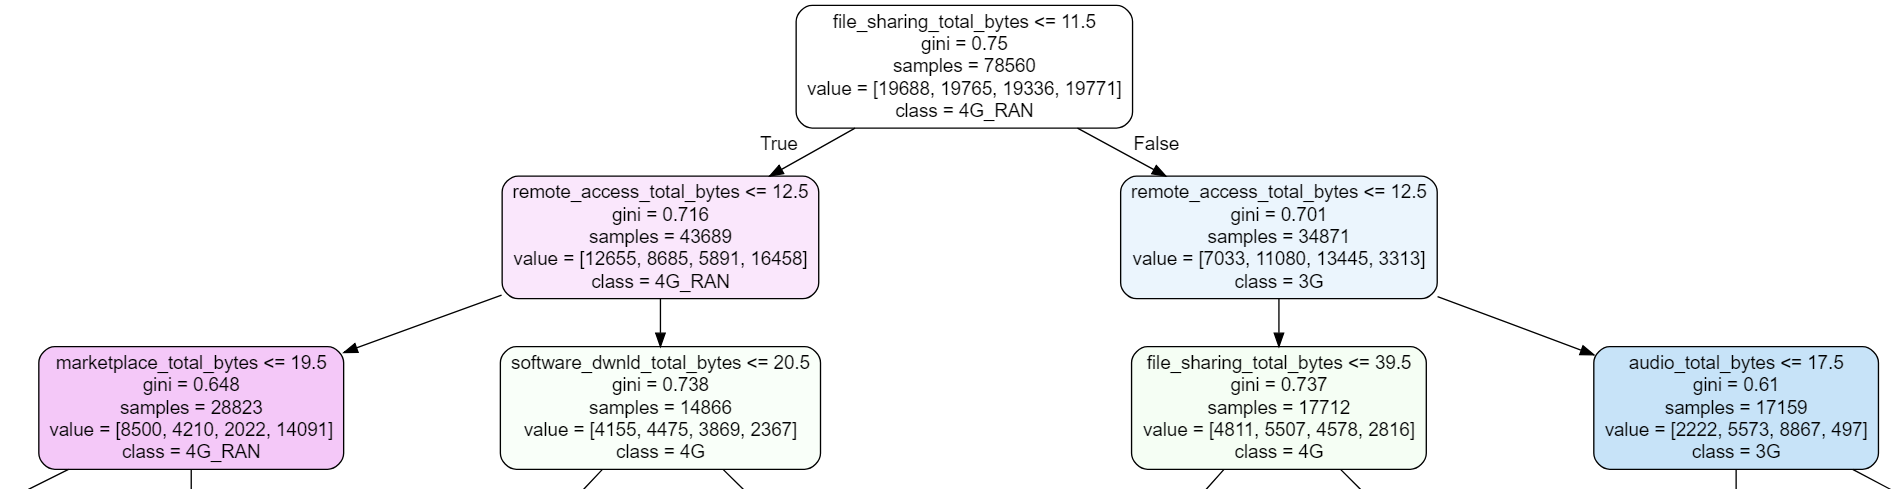 file_sharing_total_bytes <= 11.5
gini = 0.75
samples = 78560
value = [19688, 19765, 19336, 19771]
class = 4G_RAN
True
False
remote_access_total_bytes <= 12.5
gini = 0.716
samples = 43689
value = [12655, 8685, 5891, 16458]
class = 4G_RAN
remote_access_total_bytes <= 12.5
gini = 0.701
samples = 34871
value = [7033, 11080, 13445, 3313]
class = 3G
marketplace_total_bytes <= 19.5
gini = 0.648
samples = 28823
value = [8500, 4210, 2022, 14091]
class = 4G_RAN
software_dwnld_total_bytes <= 20.5
gini = 0.738
samples = 14866
value = [4155, 4475, 3869, 2367]
class = 4G
file_sharing_total_bytes <= 39.5
gini = 0.737
samples = 17712
value = [4811, 5507, 4578, 2816]
class = 4G
audio_total_bytes <= 17.5
gini = 0.61
samples = 17159
value = [2222, 5573, 8867, 497]
class = 3G